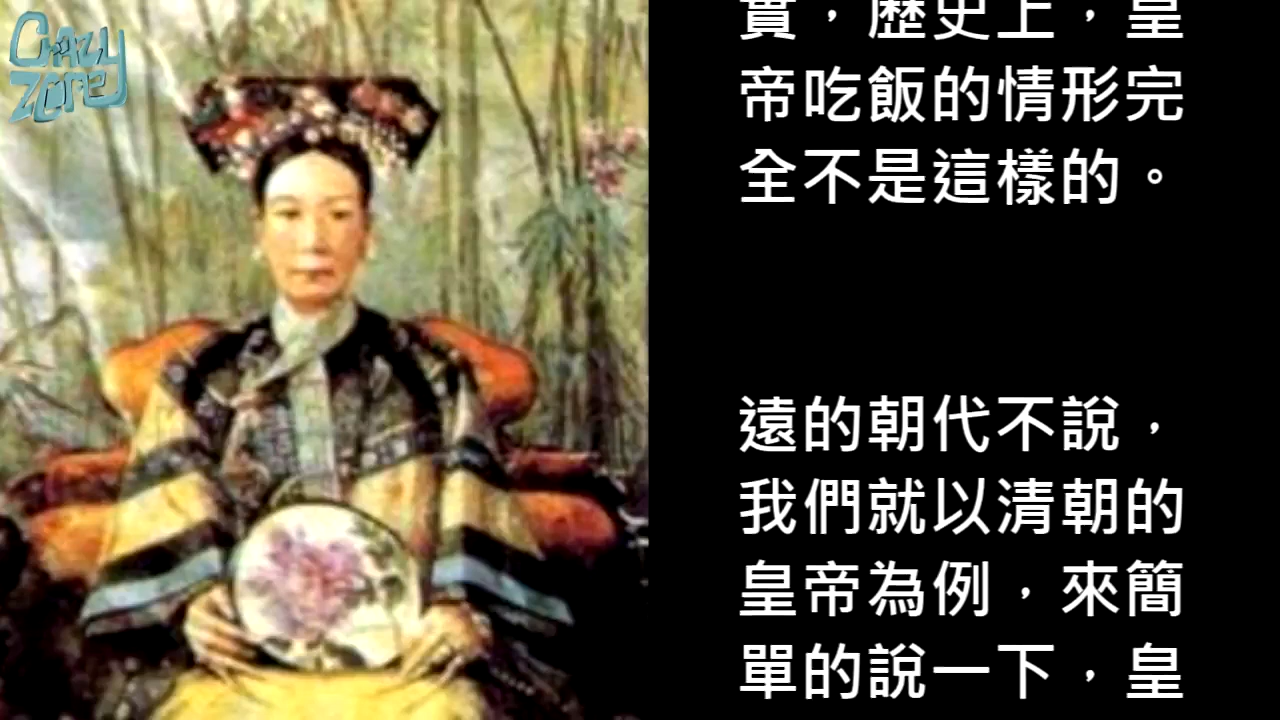 Crazy
Zone
實，歷史上，皇
帝吃飯的情形完
全不是這樣的。
遠的朝代不說，
我們就以清朝的
皇帝為例，來簡
單的說一下，皇